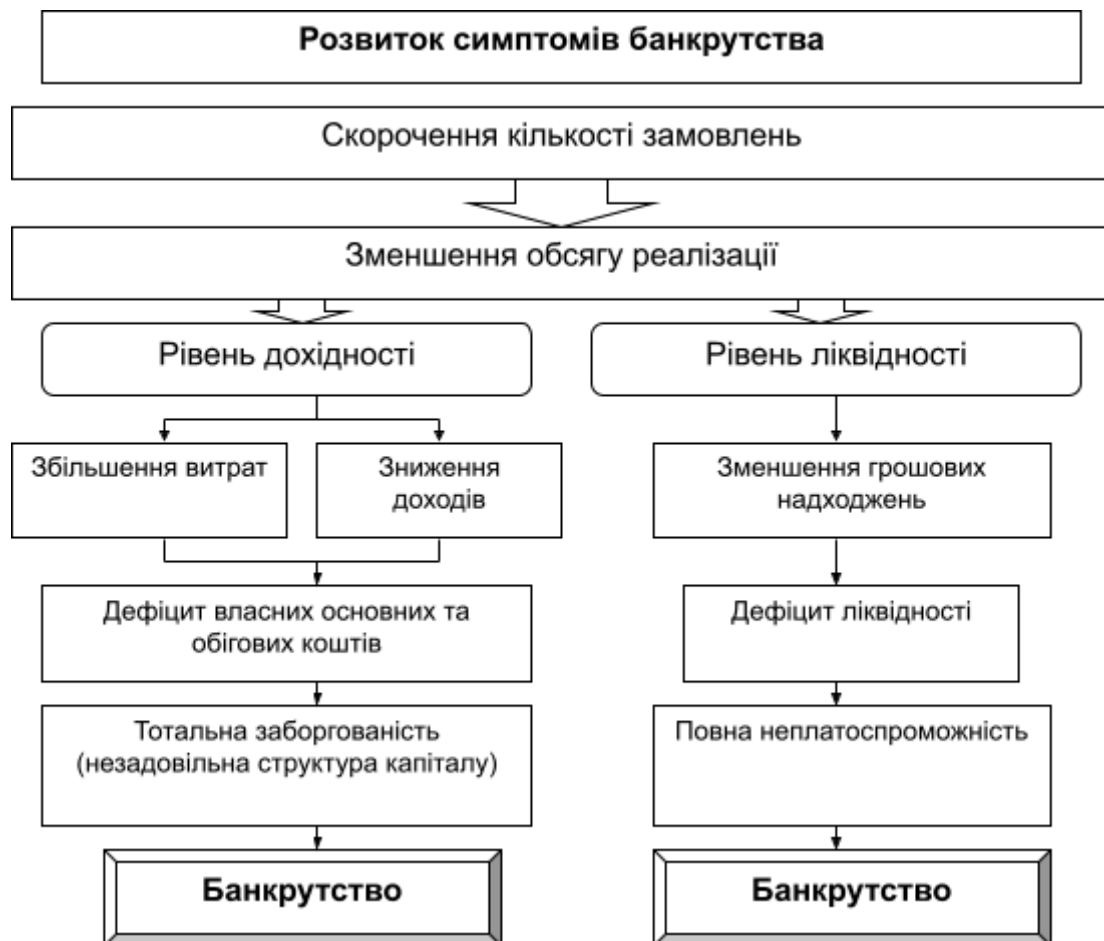 Розвиток симптомів банкрутства
Скорочення кількості замовлень
Зменшення обсягу реалізації
Рівень дохідності
Рівень ліквідності
Збільшення витрат
Зниження
доходів
Зменшення грошових
надходжень
Дефіцит власних основних та
обігових коштів
Дефіцит ліквідності
Тотальна заборгованість
(незадовільна структура капіталу)
Повна неплатоспроможність
Банкрутство
Банкрутство